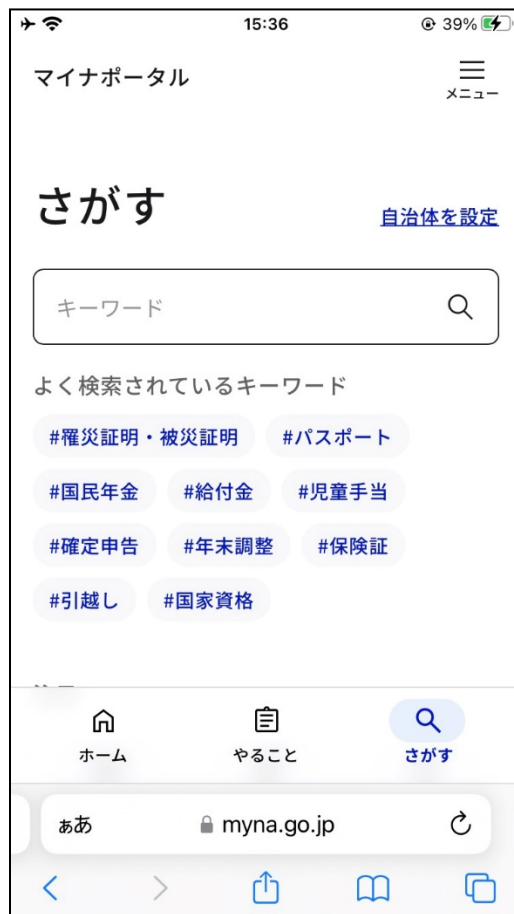 15:36
39%
マイナポータル
メニュー
さがす
自治体を設定
キーワード
よく検索されているキーワード
#罹災証明・被災証明 #パスポート
#国民年金 #給付金 #児童手当
#確定申告 #年末調整 #保険証
#引越し #国家資格
ホーム やること さがす
ぁあ myna.go.jp